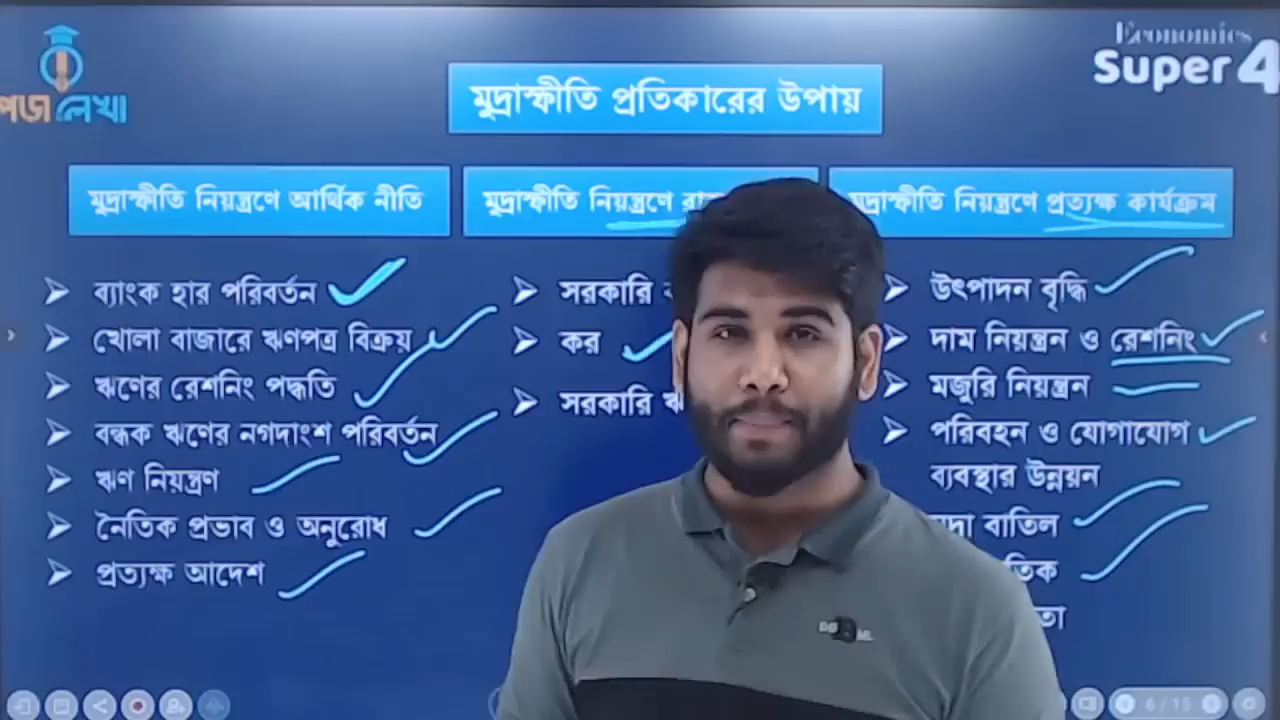 পড়ালেখা
Economics
Super 4
মুদ্রাস্ফীতি প্রতিকারের উপায়
মুদ্রাস্ফীতি নিয়ন্ত্রণে আর্থিক নীতি
ব্যাংক হার পরিবর্তন
খোলা বাজারে ঋণপত্র বিক্রয়
ঋণের রেশনিং পদ্ধতি
বন্ধক ঋণের নগদাংশ পরিবর্তন
ঋণ নিয়ন্ত্রণ
নৈতিক প্রভাব ও অনুরোধ
প্রত্যক্ষ আদেশ
মুদ্রাস্ফীতি নিয়ন্ত্রণে
সরকারি
কর
সরকারি
মুদ্রাস্ফীতি নিয়ন্ত্রণে প্রত্যক্ষ কার্যক্রম
উৎপাদন বৃদ্ধি
দাম নিয়ন্ত্রন ও রেশনিং
মজুরি নিয়ন্ত্রন
পরিবহন ও যোগাযোগ
ব্যবস্থার উন্নয়ন
বাতিল
6 / 15